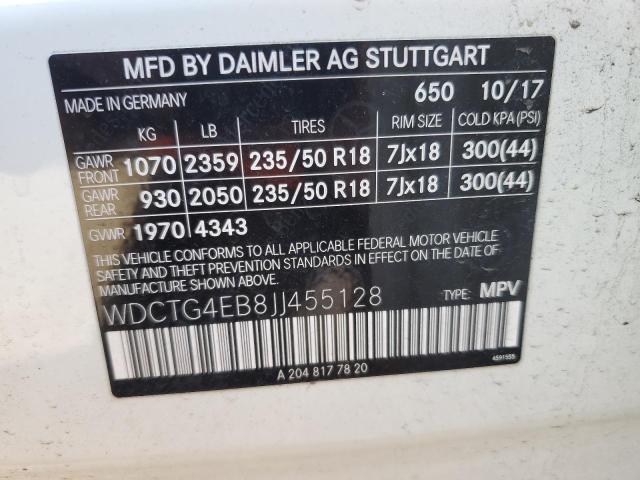 MFD BY DAIMLER AG STUTTGART
MADE IN GERMANY 650 10/17
KG LB TIRES RIM SIZE COLD KPA (PSI)
GAWR FRONT 1070 2359 235/50 R18 7Jx18 300(44)
GAWR REAR 930 2050 235/50 R18 7Jx18 300(44)
GVWR 1970 4343
THIS VEHICLE CONFORMS TO ALL APPLICABLE FEDERAL MOTOR VEHICLE
SAFETY AND THEFT PREVENTION STANDARDS IN EFFECT ON THE DATE OF
MANUFACTURE SHOWN ABOVE.
WDCTG4EB8JJ455128 TYPE: MPV
A 204 817 78 20
4591555